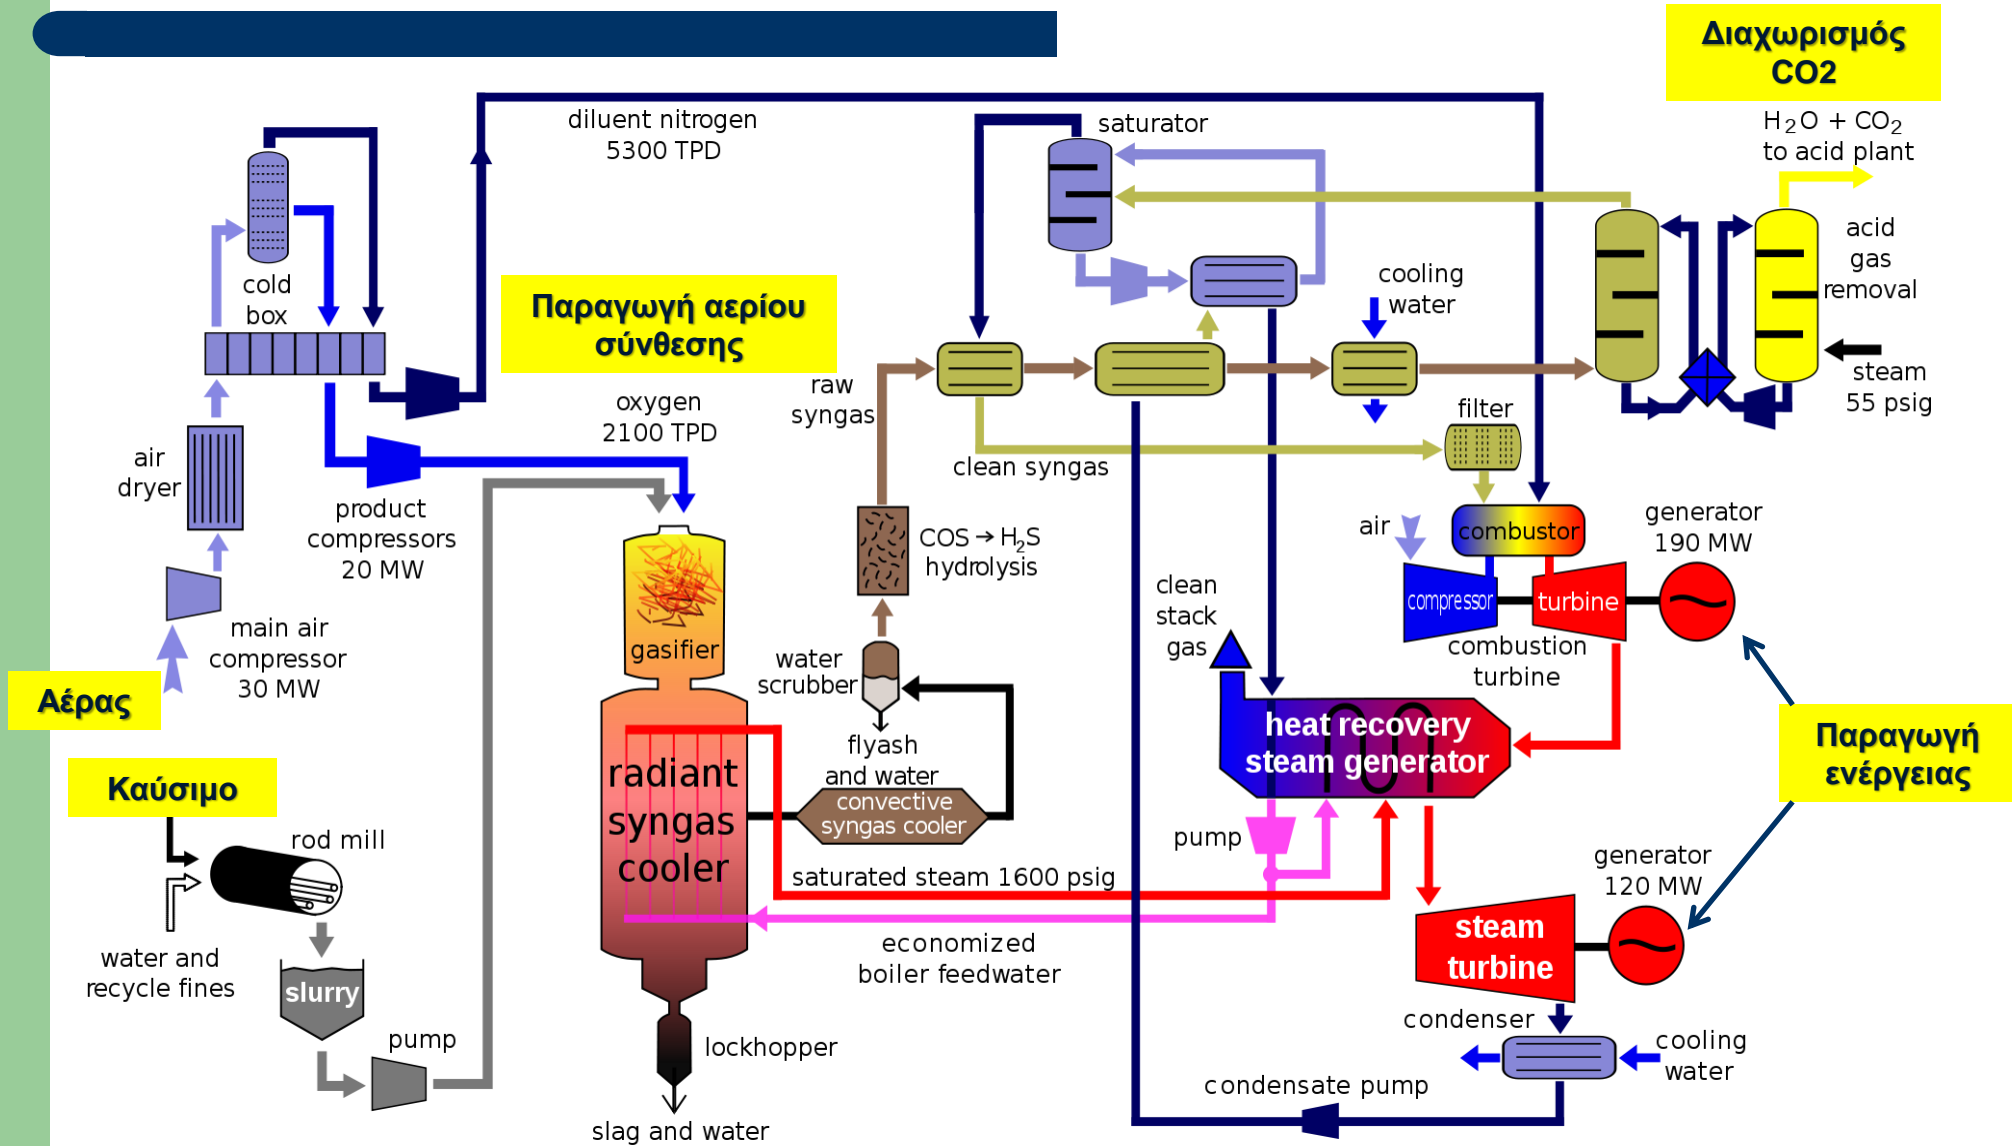 Διαχωρισμός
CO2
H2O + CO2
to acid plant
diluent nitrogen
5300 TPD
saturator
cold
box
Παραγωγή αερίου
σύνθεσης
cooling
water
acid
gas
removal
steam
55 psig
raw
syngas
oxygen
2100 TPD
filter
clean syngas
air
dryer
product
compressors
20 MW
COS → H2S
hydrolysis
air
combustor
generator
190 MW
compressor
turbine
combustion
turbine
clean
stack
gas
gasifier
water
scrubber
main air
compressor
30 MW
Αέρας
flyash
and water
heat recovery
steam generator
Παραγωγή
ενέργειας
Καύσιμο
radiant
syngas
cooler
convective
syngas cooler
rod mill
pump
saturated steam 1600 psig
generator
120 MW
steam
turbine
economized
boiler feedwater
water and
recycle fines
slurry
pump
lockhopper
condenser
cooling
water
condensate pump
slag and water